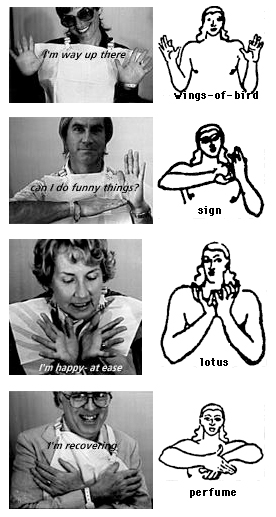 I'm way up there
wings-of-bird
can I do funny things?
sign
I'm happy- at ease
lotus
I'm recovering
perfume